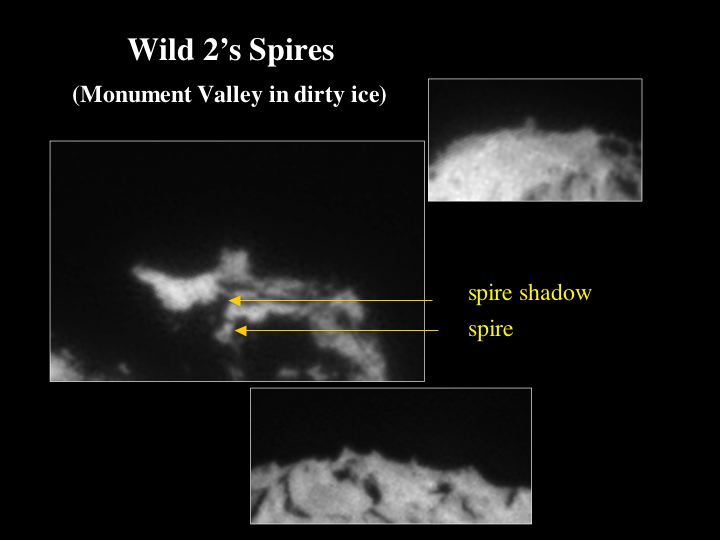 Wild 2’s Spires
(Monument Valley in dirty ice)
spire shadow
spire